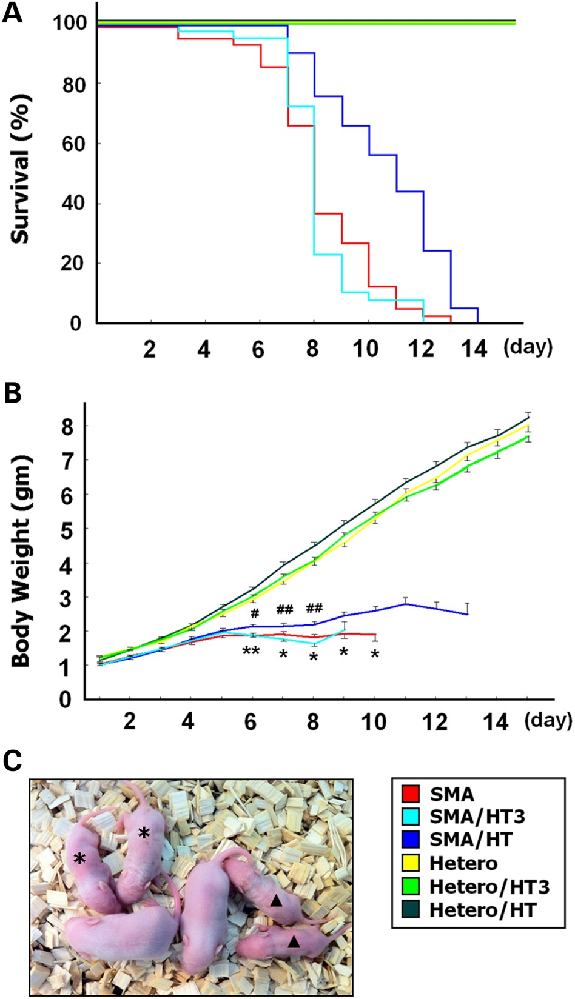 A
Survival (%)
100
80
60
40
20
0
2 4 6 8 10 12 14 (day)
B
Body Weight (gm)
8
7
6
5
4
3
2
1
0
# ## ##
** * * * *
2 4 6 8 10 12 14 (day)
C
* *
▲
▲
SMA
SMA/HT3
SMA/HT
Hetero
Hetero/HT3
Hetero/HT